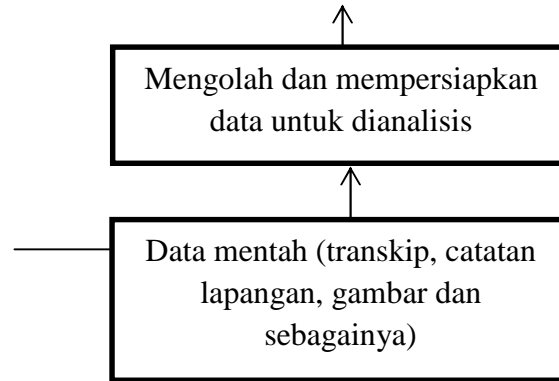 Mengolah dan mempersiapkan
data untuk dianalisis
Data mentah (transkip, catatan
lapangan, gambar dan
sebagainya)